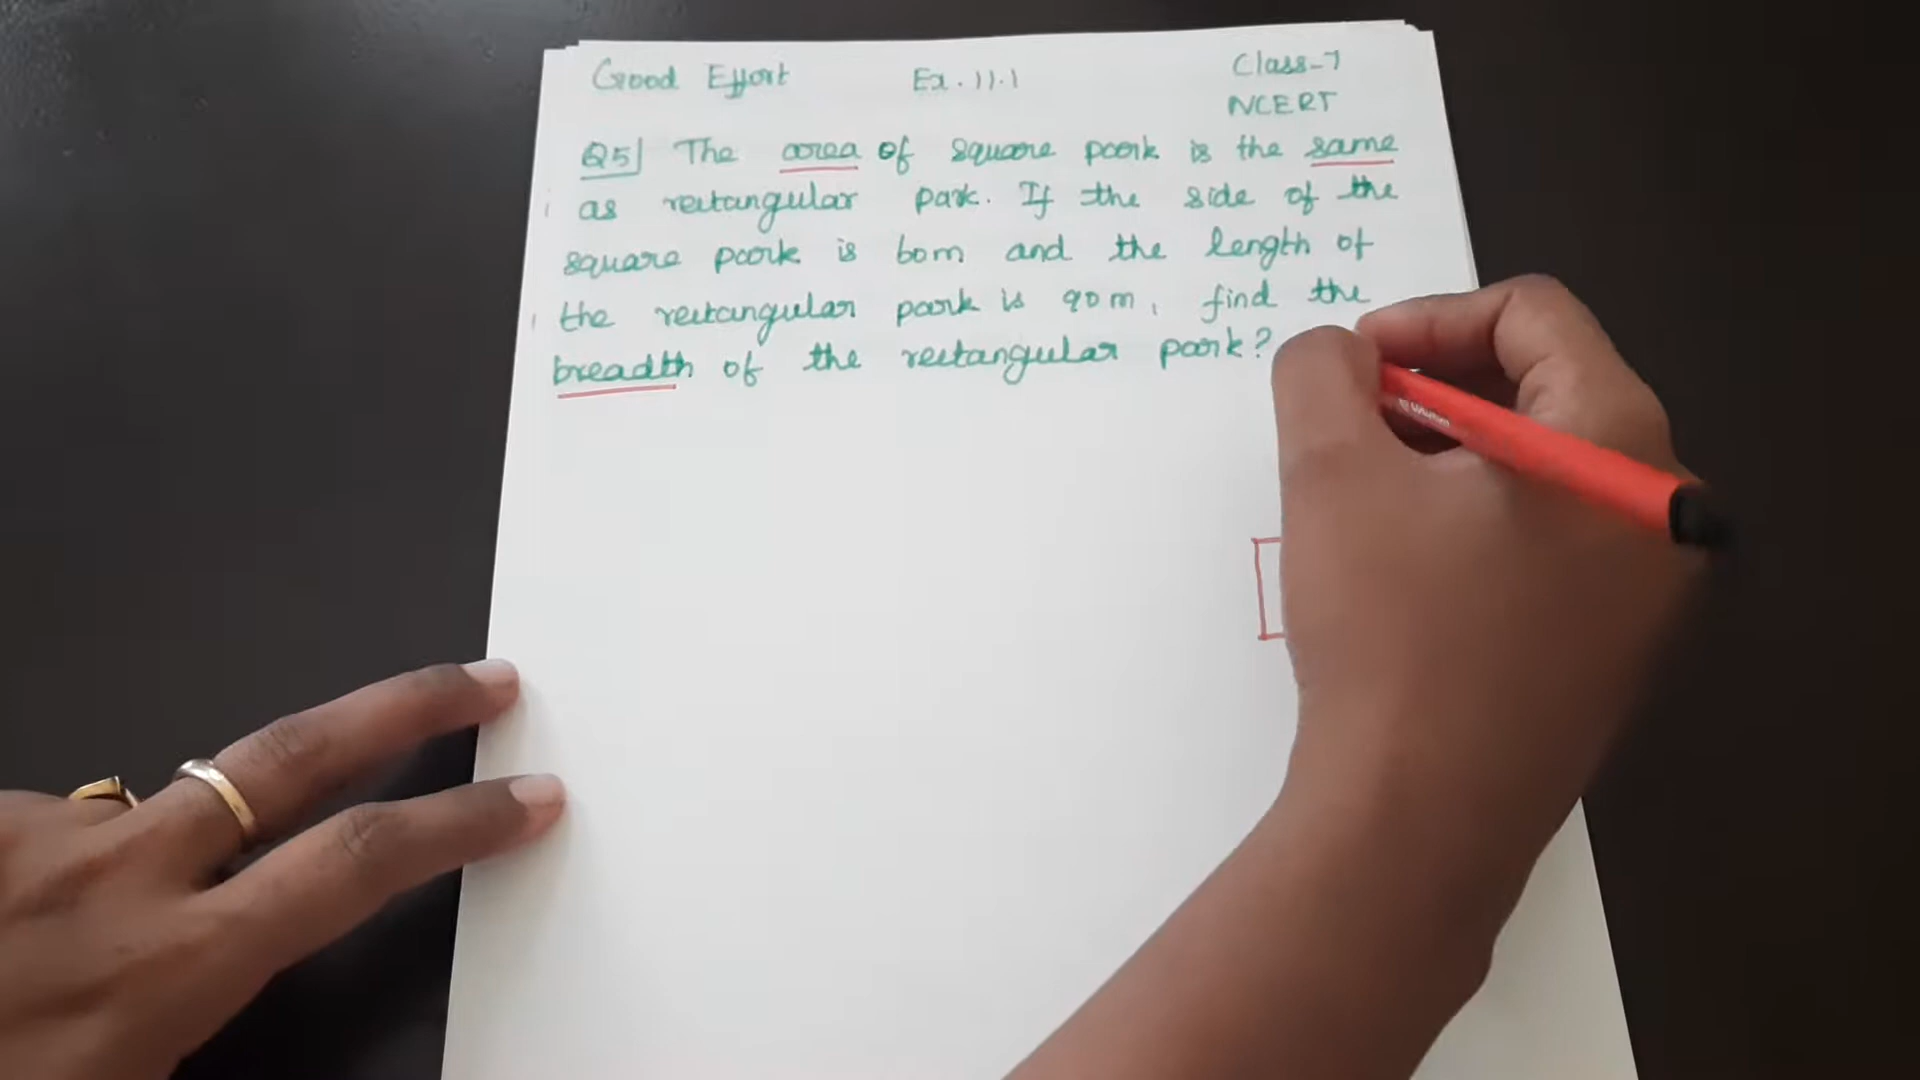 Good Effort Ex. 11.1 Class-7
NCERT
Q5] The area of square park is the same
as rectangular park. If the side of the
square park is 60m and the length of
the rectangular park is 90m, find the
breadth of the rectangular park?